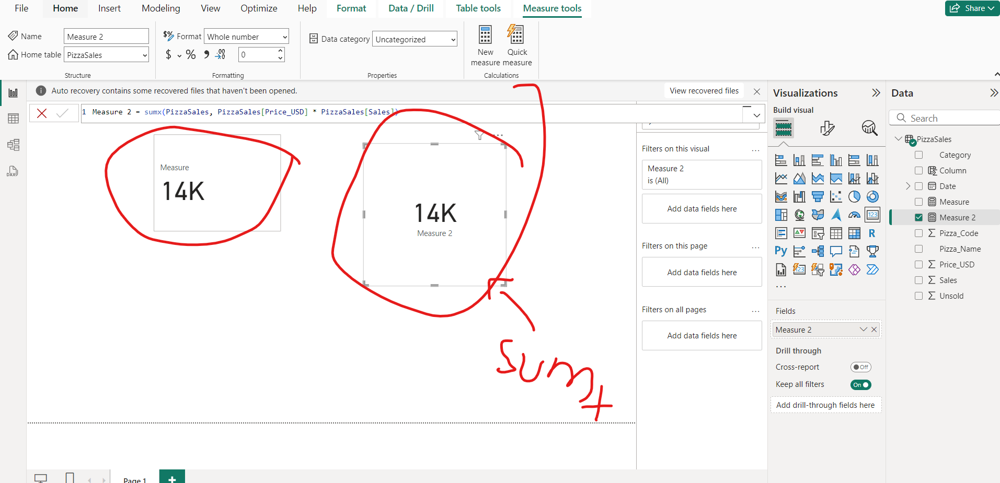 File Home Insert Modeling View Optimize Help Format Data / Drill Table tools Measure tools Share
Name Measure 2
Home table PizzaSales
Structure
$% Format Whole number
$ % , .00 0
Formatting
Data category Uncategorized
Properties
New measure
Quick measure
Calculations
Auto recovery contains some recovered files that haven't been opened. View recovered files
1 Measure 2 = sumx(PizzaSales, PizzaSales[Price_USD] * PizzaSales[Sales])
Measure
14K
14K
Measure 2
sumx
Filters on this visual ...
Measure 2
is (All)
Add data fields here
Filters on this page ...
Add data fields here
Filters on all pages ...
Add data fields here
Visualizations
Build visual
123
R
Py
123
...
Fields
Measure 2
Drill through
Cross-report Off
Keep all filters On
Add drill-through fields here
Data
Search
PizzaSales
Category
Column
Date
Measure
Measure 2
Σ Pizza_Code
Pizza_Name
Σ Price_USD
Σ Sales
Σ Unsold
DAX
Page 1 +